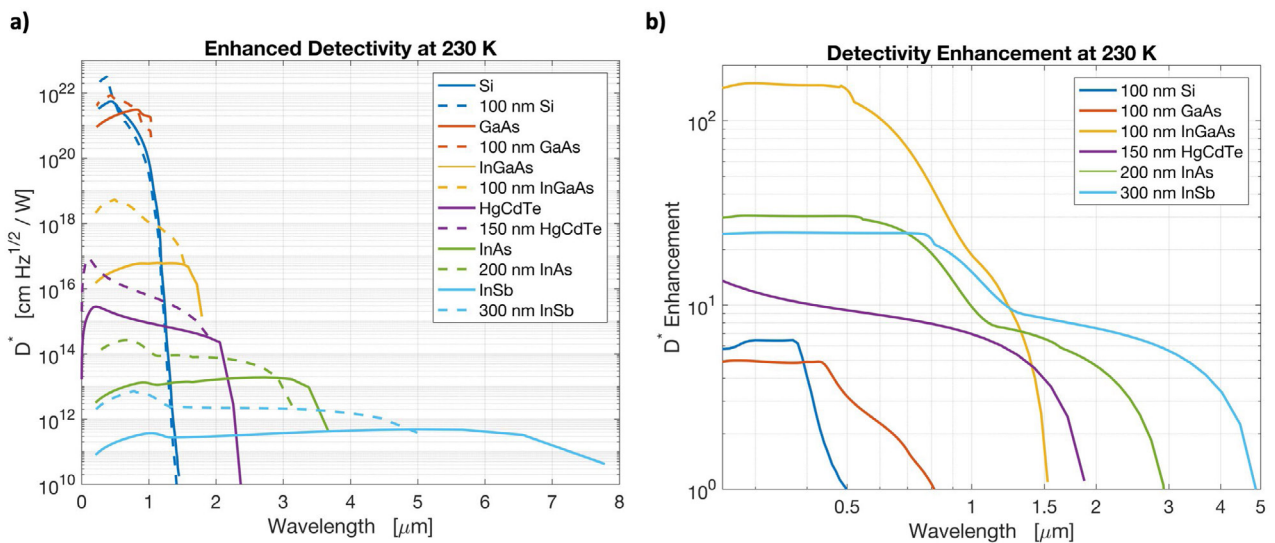 a)
Enhanced Detectivity at 230 K
D* [cm Hz^1/2 / W]
10^22
10^20
10^18
10^16
10^14
10^12
10^10
0 1 2 3 4 5 6 7 8
Wavelength [μm]
Si
100 nm Si
GaAs
100 nm GaAs
InGaAs
100 nm InGaAs
HgCdTe
150 nm HgCdTe
InAs
200 nm InAs
InSb
300 nm InSb
b)
Detectivity Enhancement at 230 K
D* Enhancement
10^2
10^1
10^0
0.5 1 1.5 2 3 4 5
Wavelength [μm]
100 nm Si
100 nm GaAs
100 nm InGaAs
150 nm HgCdTe
200 nm InAs
300 nm InSb